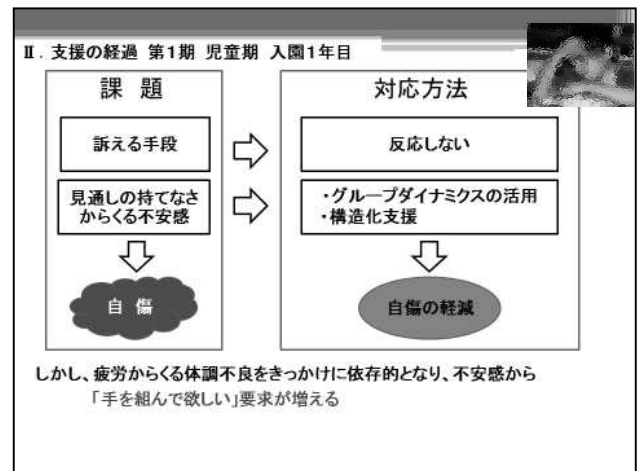 Ⅱ．支援の経過 第1期 児童期 入園1年目
課 題
訴える手段
見通しの持てなさ
からくる不安感
自 傷
対応方法
反応しない
・グループダイナミクスの活用
・構造化支援
自傷の軽減
しかし、疲労からくる体調不良をきっかけに依存的となり、不安感から
「手を組んで欲しい」要求が増える